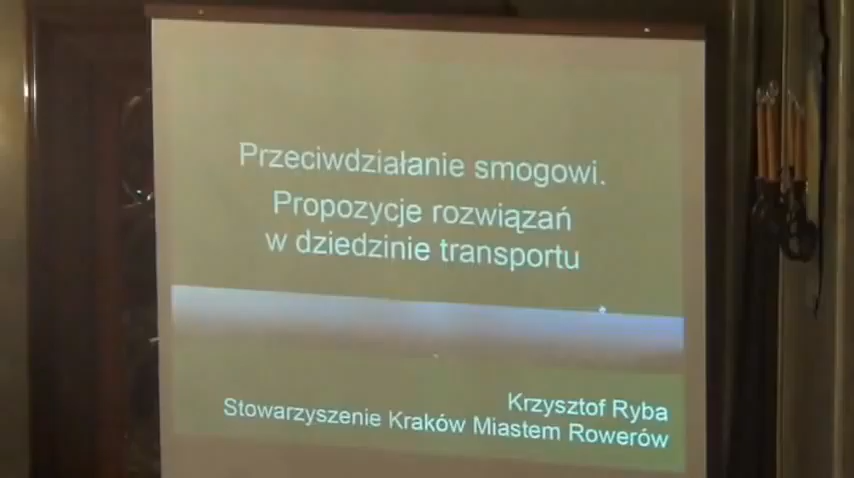 Przeciwdziałanie smogowi.
Propozycje rozwiązań
w dziedzinie transportu
Krzysztof Ryba
Stowarzyszenie Kraków Miastem Rowerów